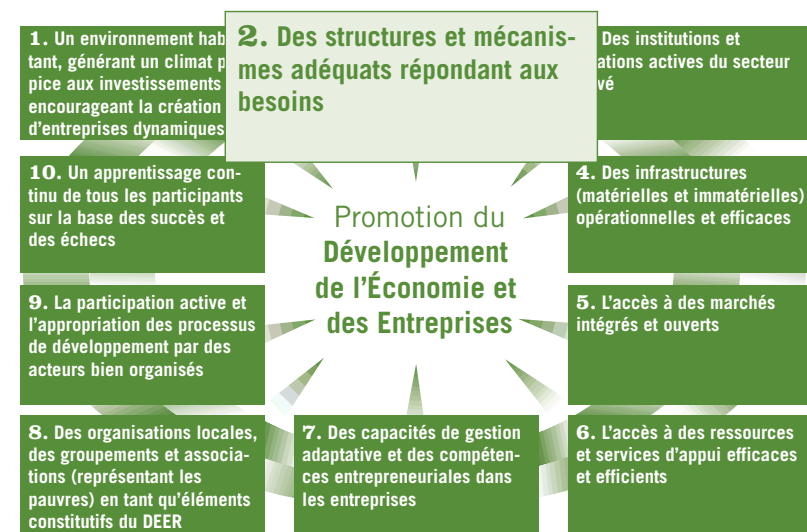 1. Un environnement hab
tant, générant un climat p
pice aux investissements
encourageant la création
d'entreprises dynamiques
2. Des structures et mécanis-
mes adéquats répondant aux
besoins
Des institutions et
ations actives du secteur
vé
10. Un apprentissage con-
tinu de tous les participants
sur la base des succès et
des échecs
Promotion du
Développement
de l'Économie et
des Entreprises
4. Des infrastructures
(matérielles et immatérielles)
opérationnelles et efficaces
9. La participation active et
l'appropriation des processus
de développement par des
acteurs bien organisés
5. L'accès à des marchés
intégrés et ouverts
8. Des organisations locales,
des groupements et associa-
tions (représentant les
pauvres) en tant qu'éléments
constitutifs du DEER
7. Des capacités de gestion
adaptative et des compéten-
ces entrepreneuriales dans
les entreprises
6. L'accès à des ressources
et services d'appui efficaces
et efficients